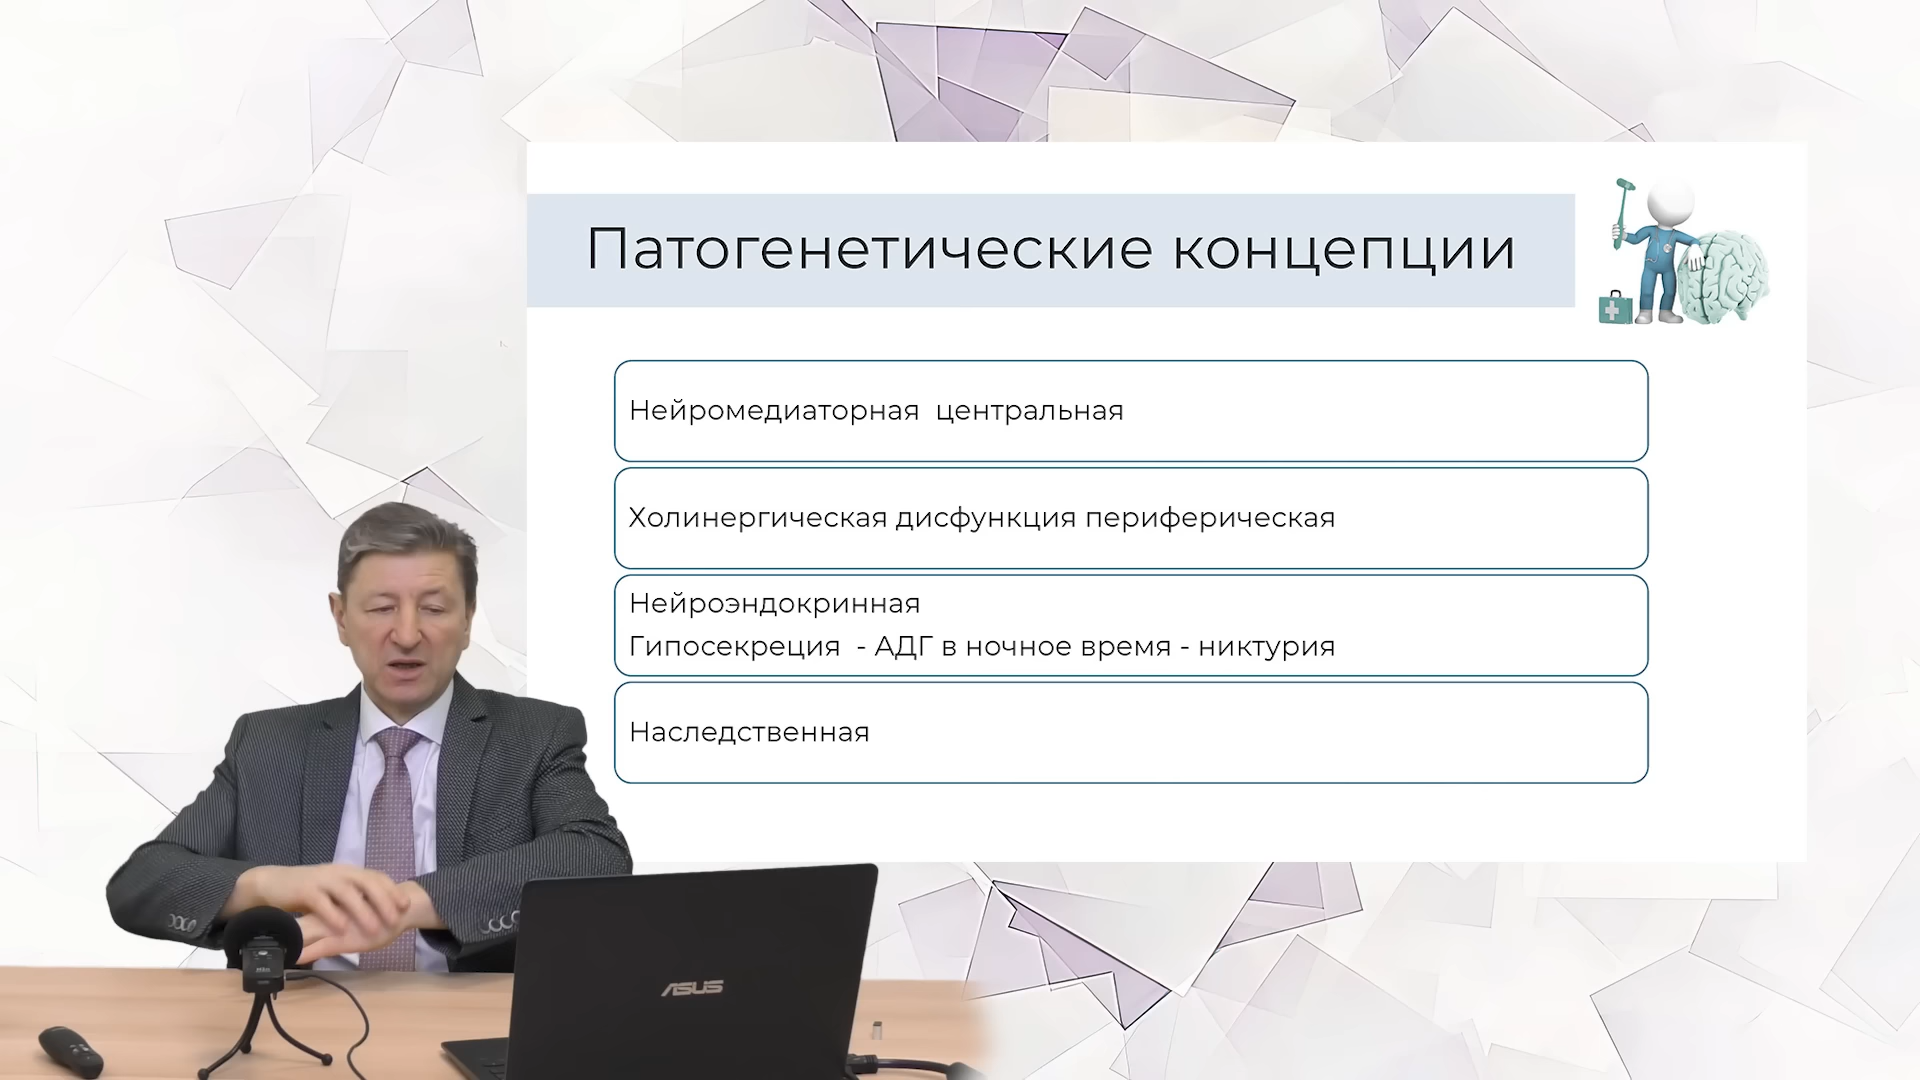 Патогенетические концепции
Нейромедиаторная центральная
Холинергическая дисфункция периферическая
Нейроэндокринная
Гипосекреция - АДГ в ночное время - никтурия
Наследственная
ASUS